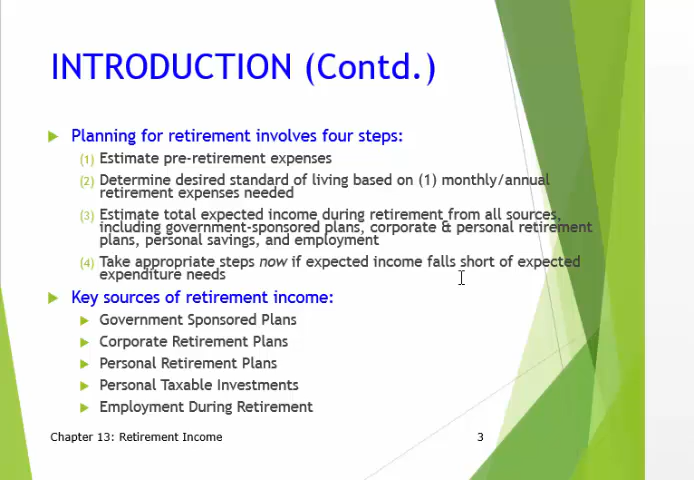 INTRODUCTION (Contd.)
Planning for retirement involves four steps:
(1) Estimate pre-retirement expenses
(2) Determine desired standard of living based on (1) monthly/annual
retirement expenses needed
(3) Estimate total expected income during retirement from all sources,
including government-sponsored plans, corporate & personal retirement
plans, personal savings, and employment
(4) Take appropriate steps now if expected income falls short of expected
expenditure needs
Key sources of retirement income:
Government Sponsored Plans
Corporate Retirement Plans
Personal Retirement Plans
Personal Taxable Investments
Employment During Retirement
Chapter 13: Retirement Income 3